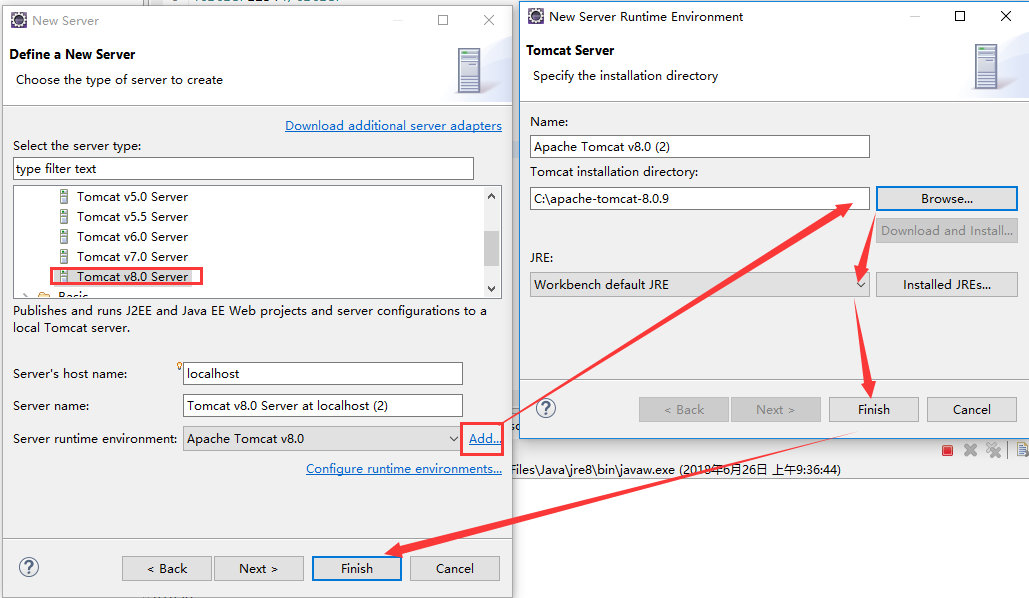 New Server
Define a New Server
Choose the type of server to create
Download additional server adapters
Select the server type:
type filter text
Tomcat v5.0 Server
Tomcat v5.5 Server
Tomcat v6.0 Server
Tomcat v7.0 Server
Tomcat v8.0 Server
Basic
Publishes and runs J2EE and Java EE Web projects and server configurations to a
local Tomcat server.
Server's host name:
localhost
Server name:
Tomcat v8.0 Server at localhost (2)
Server runtime environment:
Apache Tomcat v8.0
Add...
Configure runtime environments...
< Back
Next >
Finish
Cancel
New Server Runtime Environment
Tomcat Server
Specify the installation directory
Name:
Apache Tomcat v8.0 (2)
Tomcat installation directory:
C:\apache-tomcat-8.0.9
Browse...
Download and Install...
JRE:
Workbench default JRE
Installed JREs...
< Back
Next >
Finish
Cancel
Files\Java\jre8\bin\javaw.exe (2018年6月26日 上午9:36:44)